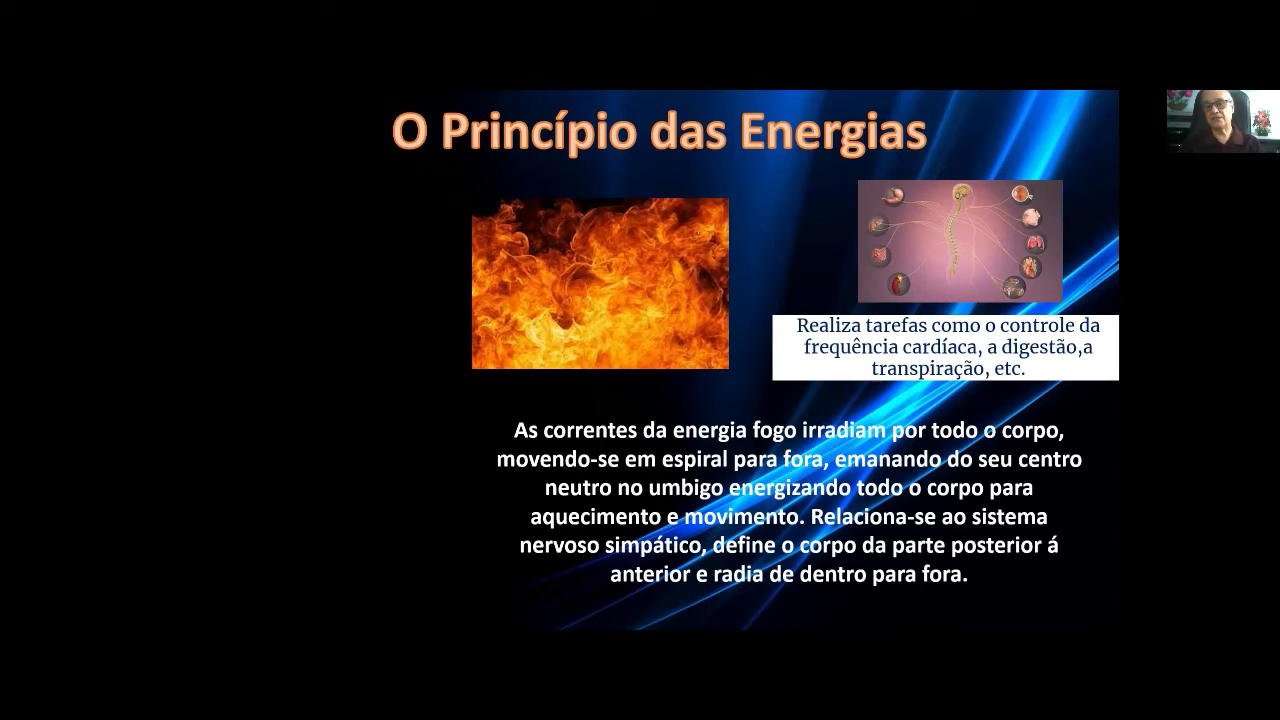 O Princípio das Energias
Realiza tarefas como o controle da
frequência cardíaca, a digestão,a
transpiração, etc.
As correntes da energia fogo irradiam por todo o corpo,
movendo-se em espiral para fora, emanando do seu centro
neutro no umbigo energizando todo o corpo para
aquecimento e movimento. Relaciona-se ao sistema
nervoso simpático, define o corpo da parte posterior á
anterior e radia de dentro para fora.